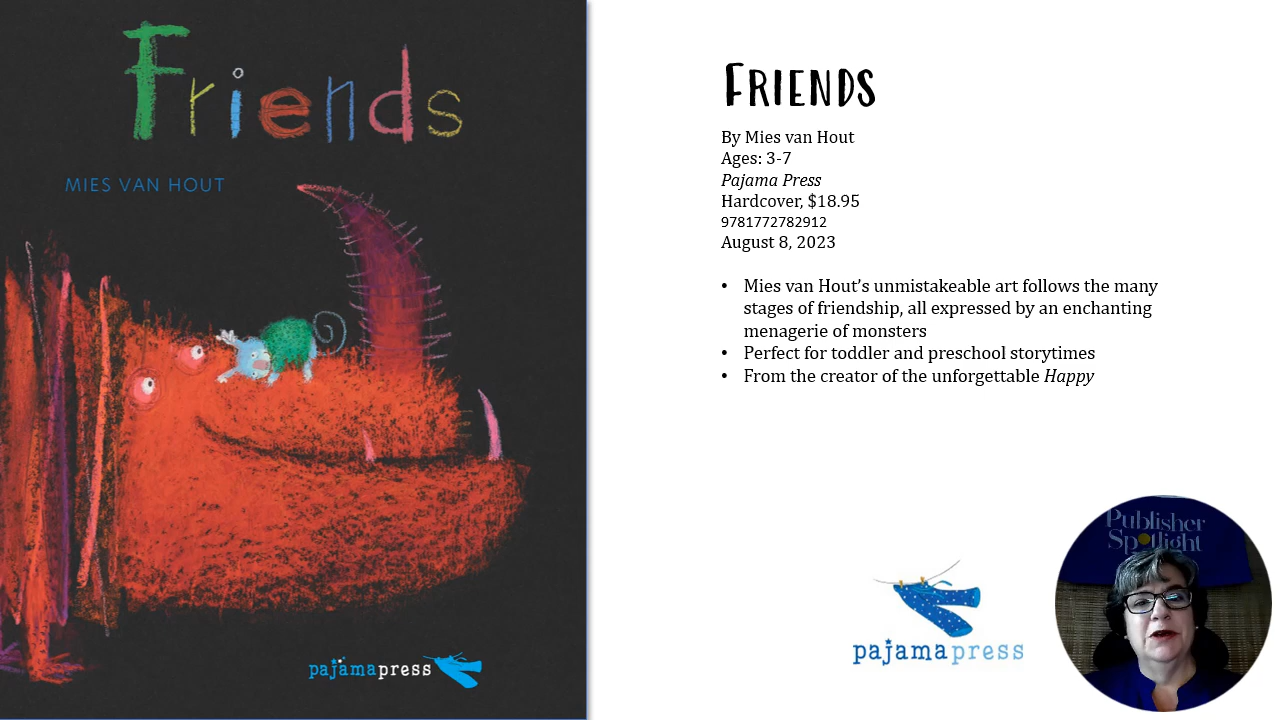 Friends
MIES VAN HOUT
pajamapress
FRIENDS
By Mies van Hout
Ages: 3-7
Pajama Press
Hardcover, $18.95
9781772782912
August 8, 2023
• Mies van Hout’s unmistakeable art follows the many
stages of friendship, all expressed by an enchanting
menagerie of monsters
• Perfect for toddler and preschool storytimes
• From the creator of the unforgettable Happy
pajamapress
Publisher
Spotlight